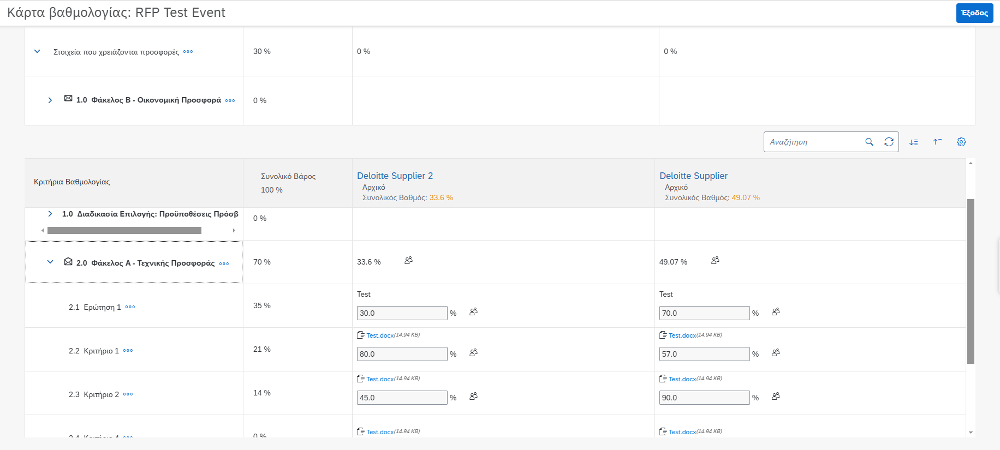 Κάρτα βαθμολογίας: RFP Test Event
Έξοδος
Στοιχεία που χρειάζονται προσφορές
30 %
0 %
0 %
1.0 Φάκελος Β - Οικονομική Προσφορά
0 %
Αναζήτηση
Κριτήρια Βαθμολογίας
Συνολικό Βάρος
100 %
Deloitte Supplier 2
Αρχικό
Συνολικός Βαθμός: 33.6 %
Deloitte Supplier
Αρχικό
Συνολικός Βαθμός: 49.07 %
1.0 Διαδικασία Επιλογής: Προϋποθέσεις Πρόσβ
0 %
2.0 Φάκελος Α - Τεχνικής Προσφοράς
70 %
33.6 %
49.07 %
2.1 Ερώτηση 1
35 %
Test
30.0 %
Test
70.0 %
2.2 Κριτήριο 1
21 %
Test.docx(14.94 KB)
80.0 %
Test.docx(14.94 KB)
57.0 %
2.3 Κριτήριο 2
14 %
Test.docx(14.94 KB)
45.0 %
Test.docx(14.94 KB)
90.0 %
2.4 Κριτήριο 4
0 %
Test.docx(14.94 KB)
Test.docx(14.94 KB)